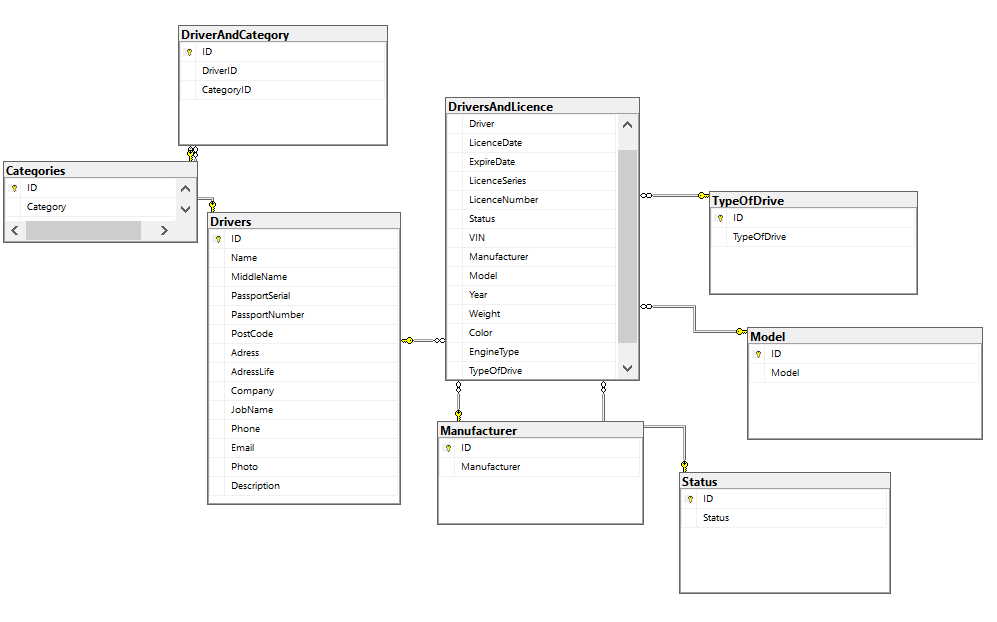 DriverAndCategory
ID
DriverID
CategoryID
Categories
ID
Category
Drivers
ID
Name
MiddleName
PassportSerial
PassportNumber
PostCode
Adress
AdressLife
Company
JobName
Phone
Email
Photo
Description
DriversAndLicence
Driver
LicenceDate
ExpireDate
LicenceSeries
LicenceNumber
Status
VIN
Manufacturer
Model
Year
Weight
Color
EngineType
TypeOfDrive
TypeOfDrive
ID
TypeOfDrive
Model
ID
Model
Manufacturer
ID
Manufacturer
Status
ID
Status